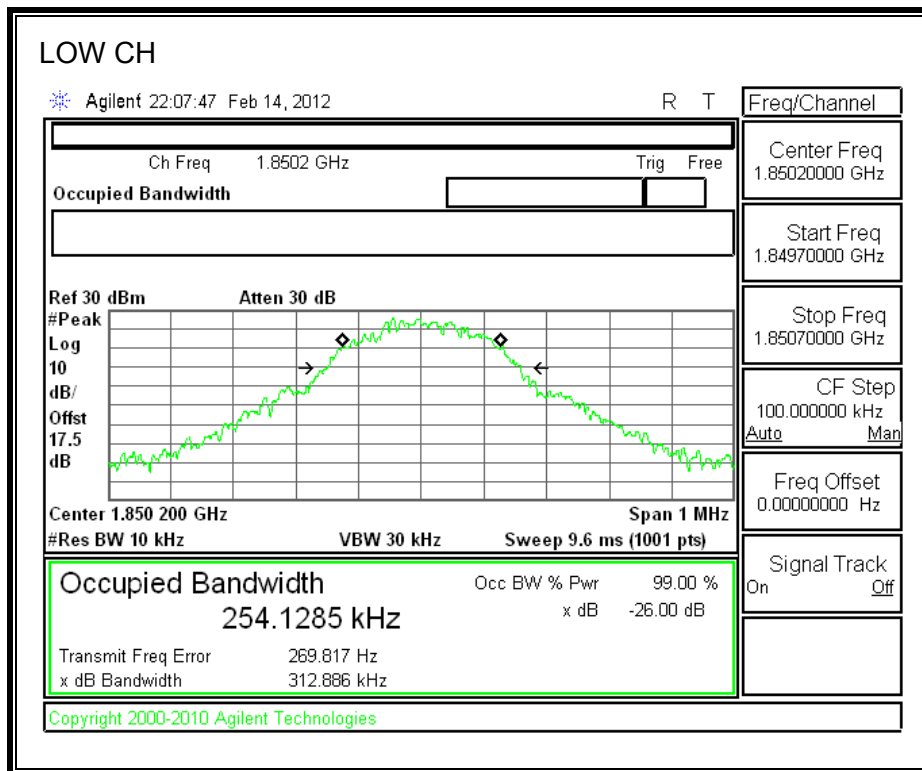 LOW CH
Agilent 22:07:47 Feb 14, 2012 R T
Ch Freq 1.8502 GHz Trig Free
Occupied Bandwidth
Ref 30 dBm Atten 30 dB
#Peak
Log
10
dB/
Offst
17.5
dB
Center 1.850 200 GHz Span 1 MHz
#Res BW 10 kHz VBW 30 kHz Sweep 9.6 ms (1001 pts)
Occupied Bandwidth Occ BW % Pwr 99.00 %
254.1285 kHz x dB -26.00 dB
Transmit Freq Error 269.817 Hz
x dB Bandwidth 312.886 kHz
Copyright 2000-2010 Agilent Technologies
Freq/Channel
Center Freq
1.85020000 GHz
Start Freq
1.84970000 GHz
Stop Freq
1.85070000 GHz
CF Step
100.000000 kHz
Auto Man
Freq Offset
0.00000000 Hz
Signal Track
On Off